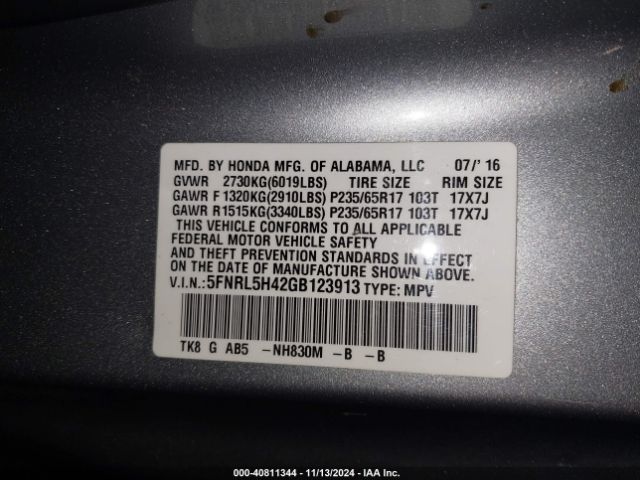 MFD. BY HONDA MFG. OF ALABAMA, LLC 07/'16
GVWR 2730KG(6019LBS) TIRE SIZE RIM SIZE
GAWR F 1320KG(2910LBS) P235/65R17 103T 17X7J
GAWR R1515KG(3340LBS) P235/65R17 103T 17X7J
THIS VEHICLE CONFORMS TO ALL APPLICABLE
FEDERAL MOTOR VEHICLE SAFETY
AND THEFT PREVENTION STANDARDS IN EFFECT
ON THE DATE OF MANUFACTURE SHOWN ABOVE.
V.I.N.: 5FNRL5H42GB123913 TYPE: MPV
TK8 G AB5 -NH830M -B -B
000-40811344 - 11/13/2024 - IAA Inc.